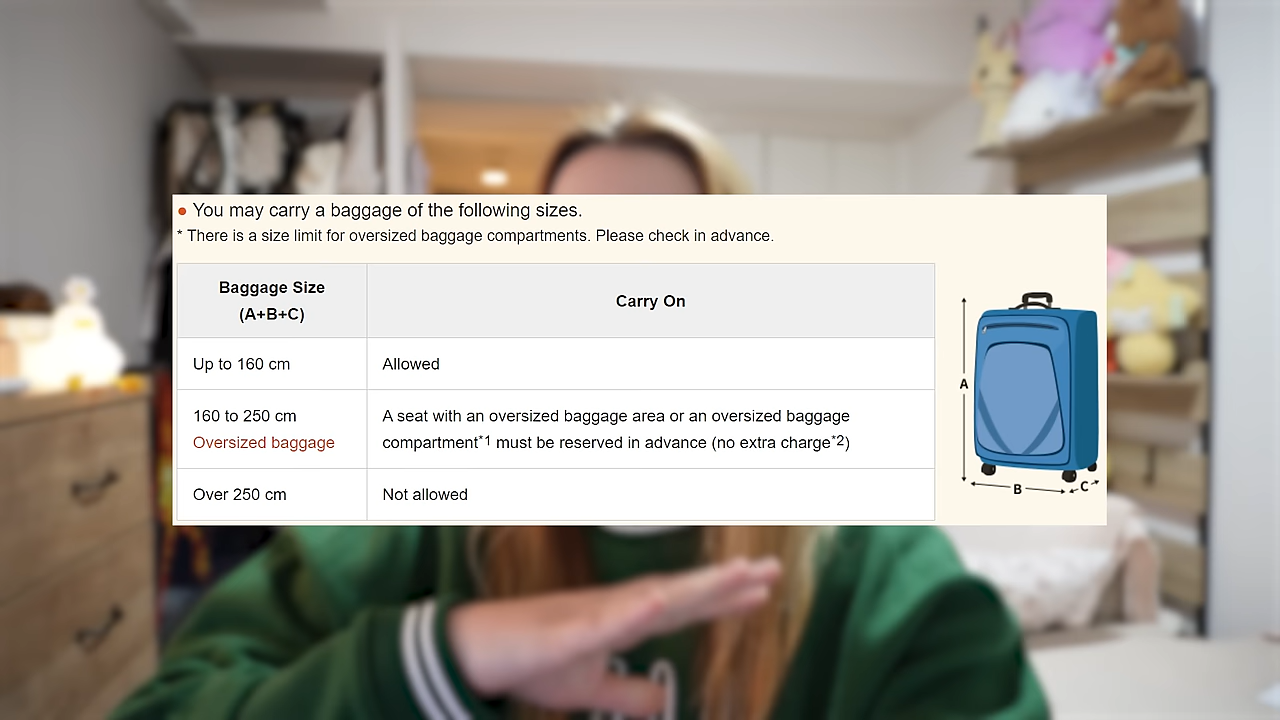 ● You may carry a baggage of the following sizes.
* There is a size limit for oversized baggage compartments. Please check in advance.
Baggage Size
(A+B+C)
Carry On
Up to 160 cm
Allowed
160 to 250 cm
Oversized baggage
A seat with an oversized baggage area or an oversized baggage
compartment*1 must be reserved in advance (no extra charge*2)
Over 250 cm
Not allowed
A
B
C